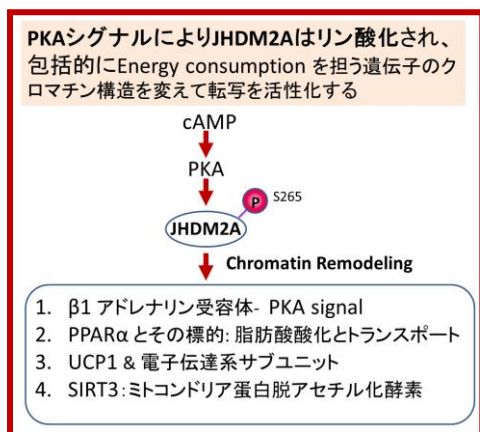 PKAシグナルによりJHDM2Aはリン酸化され、
包括的にEnergy consumption を担う遺伝子のク
ロマチン構造を変えて転写を活性化する
cAMP
PKA
P
S265
JHDM2A
Chromatin Remodeling
1. β1 アドレナリン受容体- PKA signal
2. PPARα とその標的: 脂肪酸酸化とトランスポート
3. UCP1 & 電子伝達系サブユニット
4. SIRT3:ミトコンドリア蛋白脱アセチル化酵素